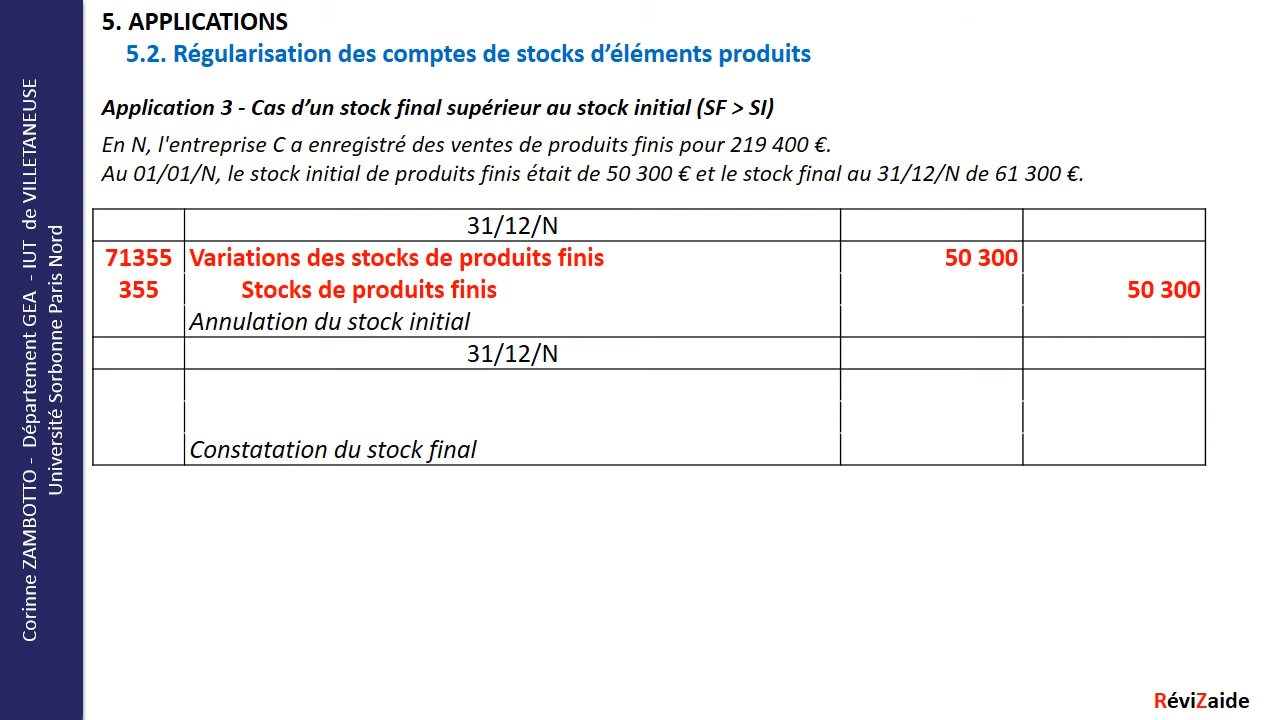 5. APPLICATIONS
5.2. Régularisation des comptes de stocks d’éléments produits
Application 3 - Cas d’un stock final supérieur au stock initial (SF > SI)
En N, l'entreprise C a enregistré des ventes de produits finis pour 219 400 €.
Au 01/01/N, le stock initial de produits finis était de 50 300 € et le stock final au 31/12/N de 61 300 €.
31/12/N
71355 Variations des stocks de produits finis 50 300
355 Stocks de produits finis 50 300
Annulation du stock initial
31/12/N
Constatation du stock final
Corinne ZAMBOTTO - Département GEA - IUT de VILLETANEUSE
Université Sorbonne Paris Nord
RéviZaide